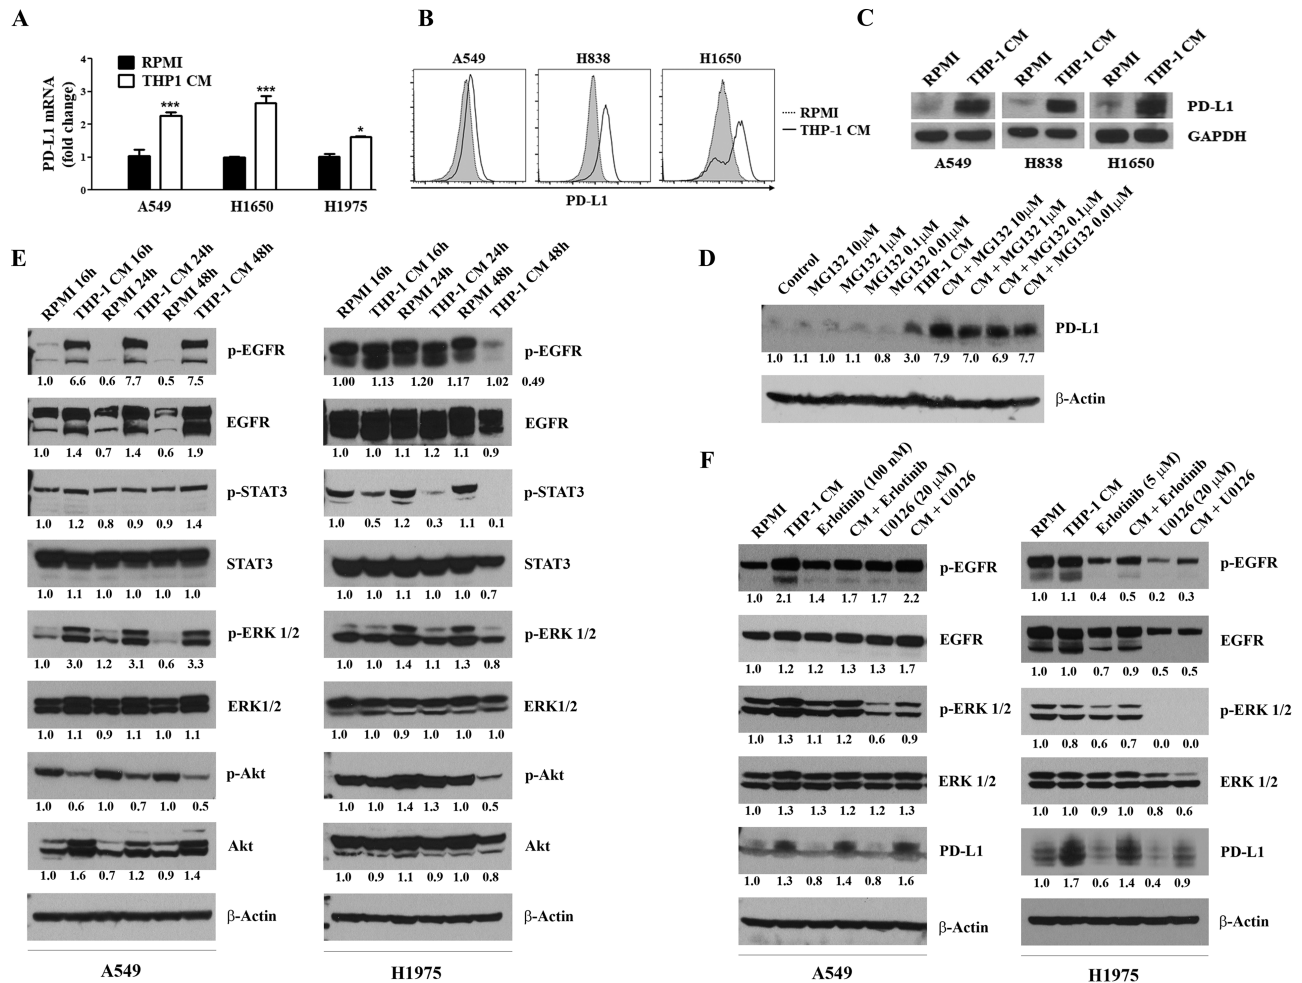 A
PD-L1 mRNA
(fold change)
4
3
2
1
0
RPMI
THP1 CM
***
***
*
A549
H1650
H1975
B
A549
H838
H1650
RPMI
THP-1 CM
PD-L1
C
RPMI
THP-1 CM
RPMI
THP-1 CM
RPMI
THP-1 CM
PD-L1
GAPDH
A549
H838
H1650
D
Control
MG132 10µM
MG132 1µM
MG132 0.1µM
MG132 0.01µM
THP-1 CM
CM + MG132 10µM
CM + MG132 1µM
CM + MG132 0.1µM
CM + MG132 0.01µM
PD-L1
1.0 1.1 1.0 1.1 0.8 3.0 7.9 7.0 6.9 7.7
β-Actin
E
RPMI 16h
THP-1 CM 16h
RPMI 24h
THP-1 CM 24h
RPMI 48h
THP-1 CM 48h
p-EGFR
1.0 6.6 0.6 7.7 0.5 7.5
EGFR
1.0 1.4 0.7 1.4 0.6 1.9
p-STAT3
1.0 1.2 0.8 0.9 0.9 1.4
STAT3
1.0 1.1 1.0 1.0 1.0 1.0
p-ERK 1/2
1.0 3.0 1.2 3.1 0.6 3.3
ERK1/2
1.0 1.1 0.9 1.1 1.0 1.1
p-Akt
1.0 0.6 1.0 0.7 1.0 0.5
Akt
1.0 1.6 0.7 1.2 0.9 1.4
β-Actin
A549
RPMI 16h
THP-1 CM 16h
RPMI 24h
THP-1 CM 24h
RPMI 48h
THP-1 CM 48h
p-EGFR
1.00 1.13 1.20 1.17 1.02 0.49
EGFR
1.0 1.0 1.1 1.2 1.1 0.9
p-STAT3
1.0 0.5 1.2 0.3 1.1 0.1
STAT3
1.0 1.0 1.1 1.0 1.0 0.7
p-ERK 1/2
1.0 1.0 1.4 1.1 1.3 0.8
ERK1/2
1.0 1.0 0.9 1.0 1.0 1.0
p-Akt
1.0 1.0 1.4 1.3 1.0 0.5
Akt
1.0 0.9 1.1 0.9 1.0 0.8
β-Actin
H1975
F
RPMI
THP-1 CM
Erlotinib (100 nM)
CM + Erlotinib
U0126 (20 µM)
CM + U0126
p-EGFR
1.0 2.1 1.4 1.7 1.7 2.2
EGFR
1.0 1.2 1.2 1.3 1.3 1.7
p-ERK 1/2
1.0 1.3 1.1 1.2 0.6 0.9
ERK 1/2
1.0 1.3 1.3 1.2 1.2 1.3
PD-L1
1.0 1.3 0.8 1.4 0.8 1.6
β-Actin
A549
RPMI
THP-1 CM
Erlotinib (5 µM)
CM + Erlotinib
U0126 (20 µM)
CM + U0126
p-EGFR
1.0 1.1 0.4 0.5 0.2 0.3
EGFR
1.0 1.0 0.7 0.9 0.5 0.5
p-ERK 1/2
1.0 0.8 0.6 0.7 0.0 0.0
ERK 1/2
1.0 1.0 0.9 1.0 0.8 0.6
PD-L1
1.0 1.7 0.6 1.4 0.4 0.9
β-Actin
H1975